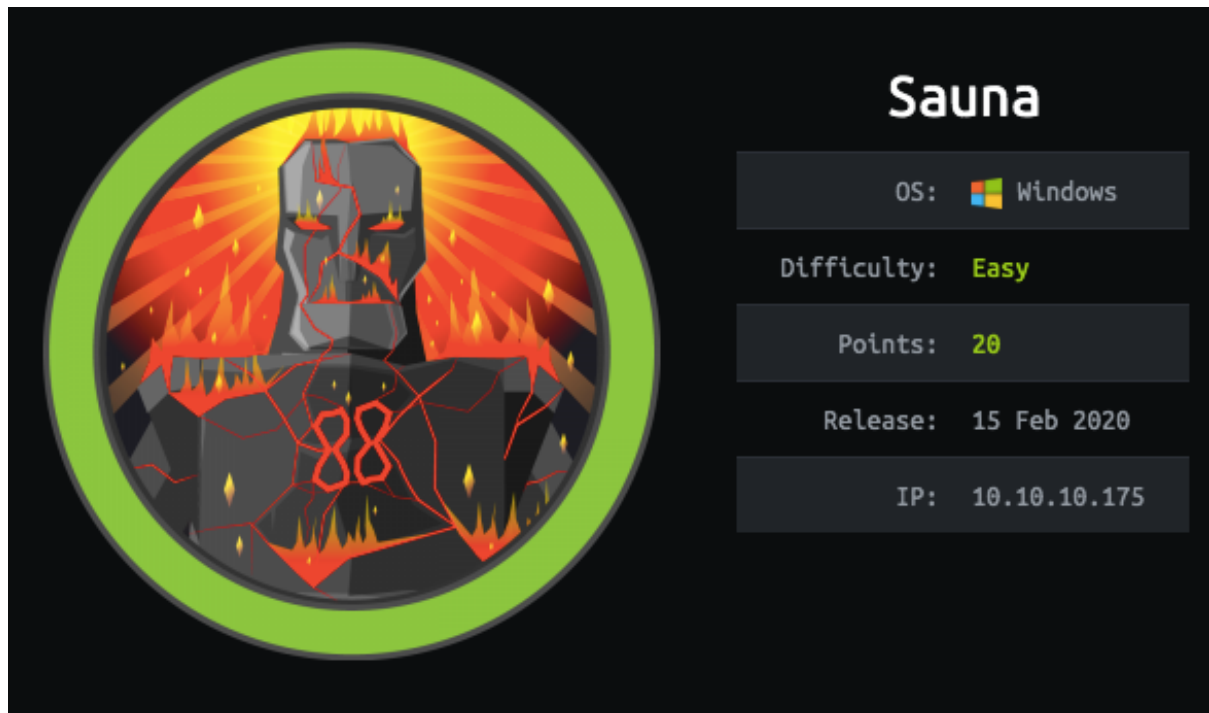 Sauna
OS: Windows
Difficulty: Easy
Points: 20
Release: 15 Feb 2020
IP: 10.10.10.175
88